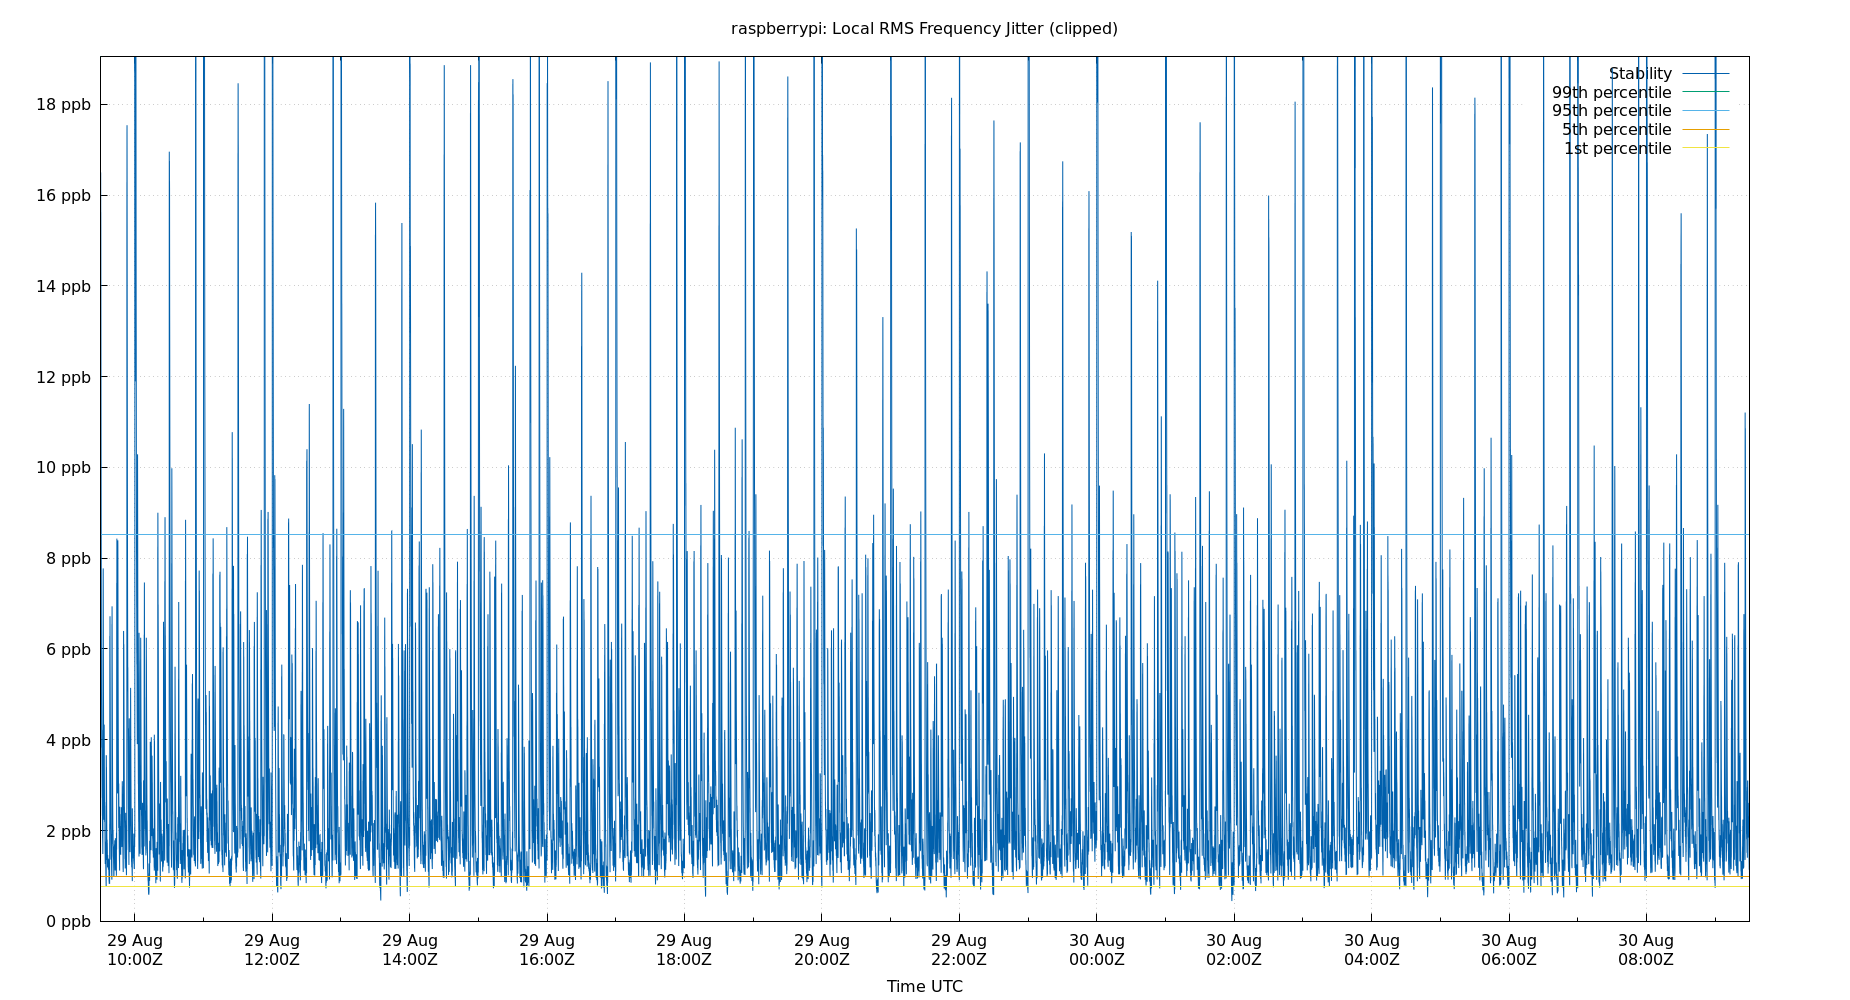 raspberrypi: Local RMS Frequency Jitter (clipped)
Stability
99th percentile
95th percentile
5th percentile
1st percentile
18 ppb
16 ppb
14 ppb
12 ppb
10 ppb
8 ppb
6 ppb
4 ppb
2 ppb
0 ppb
29 Aug 29 Aug 29 Aug 29 Aug 29 Aug 29 Aug 29 Aug 30 Aug 30 Aug 30 Aug 30 Aug 30 Aug
10:00Z 12:00Z 14:00Z 16:00Z 18:00Z 20:00Z 22:00Z 00:00Z 02:00Z 04:00Z 06:00Z 08:00Z
Time UTC